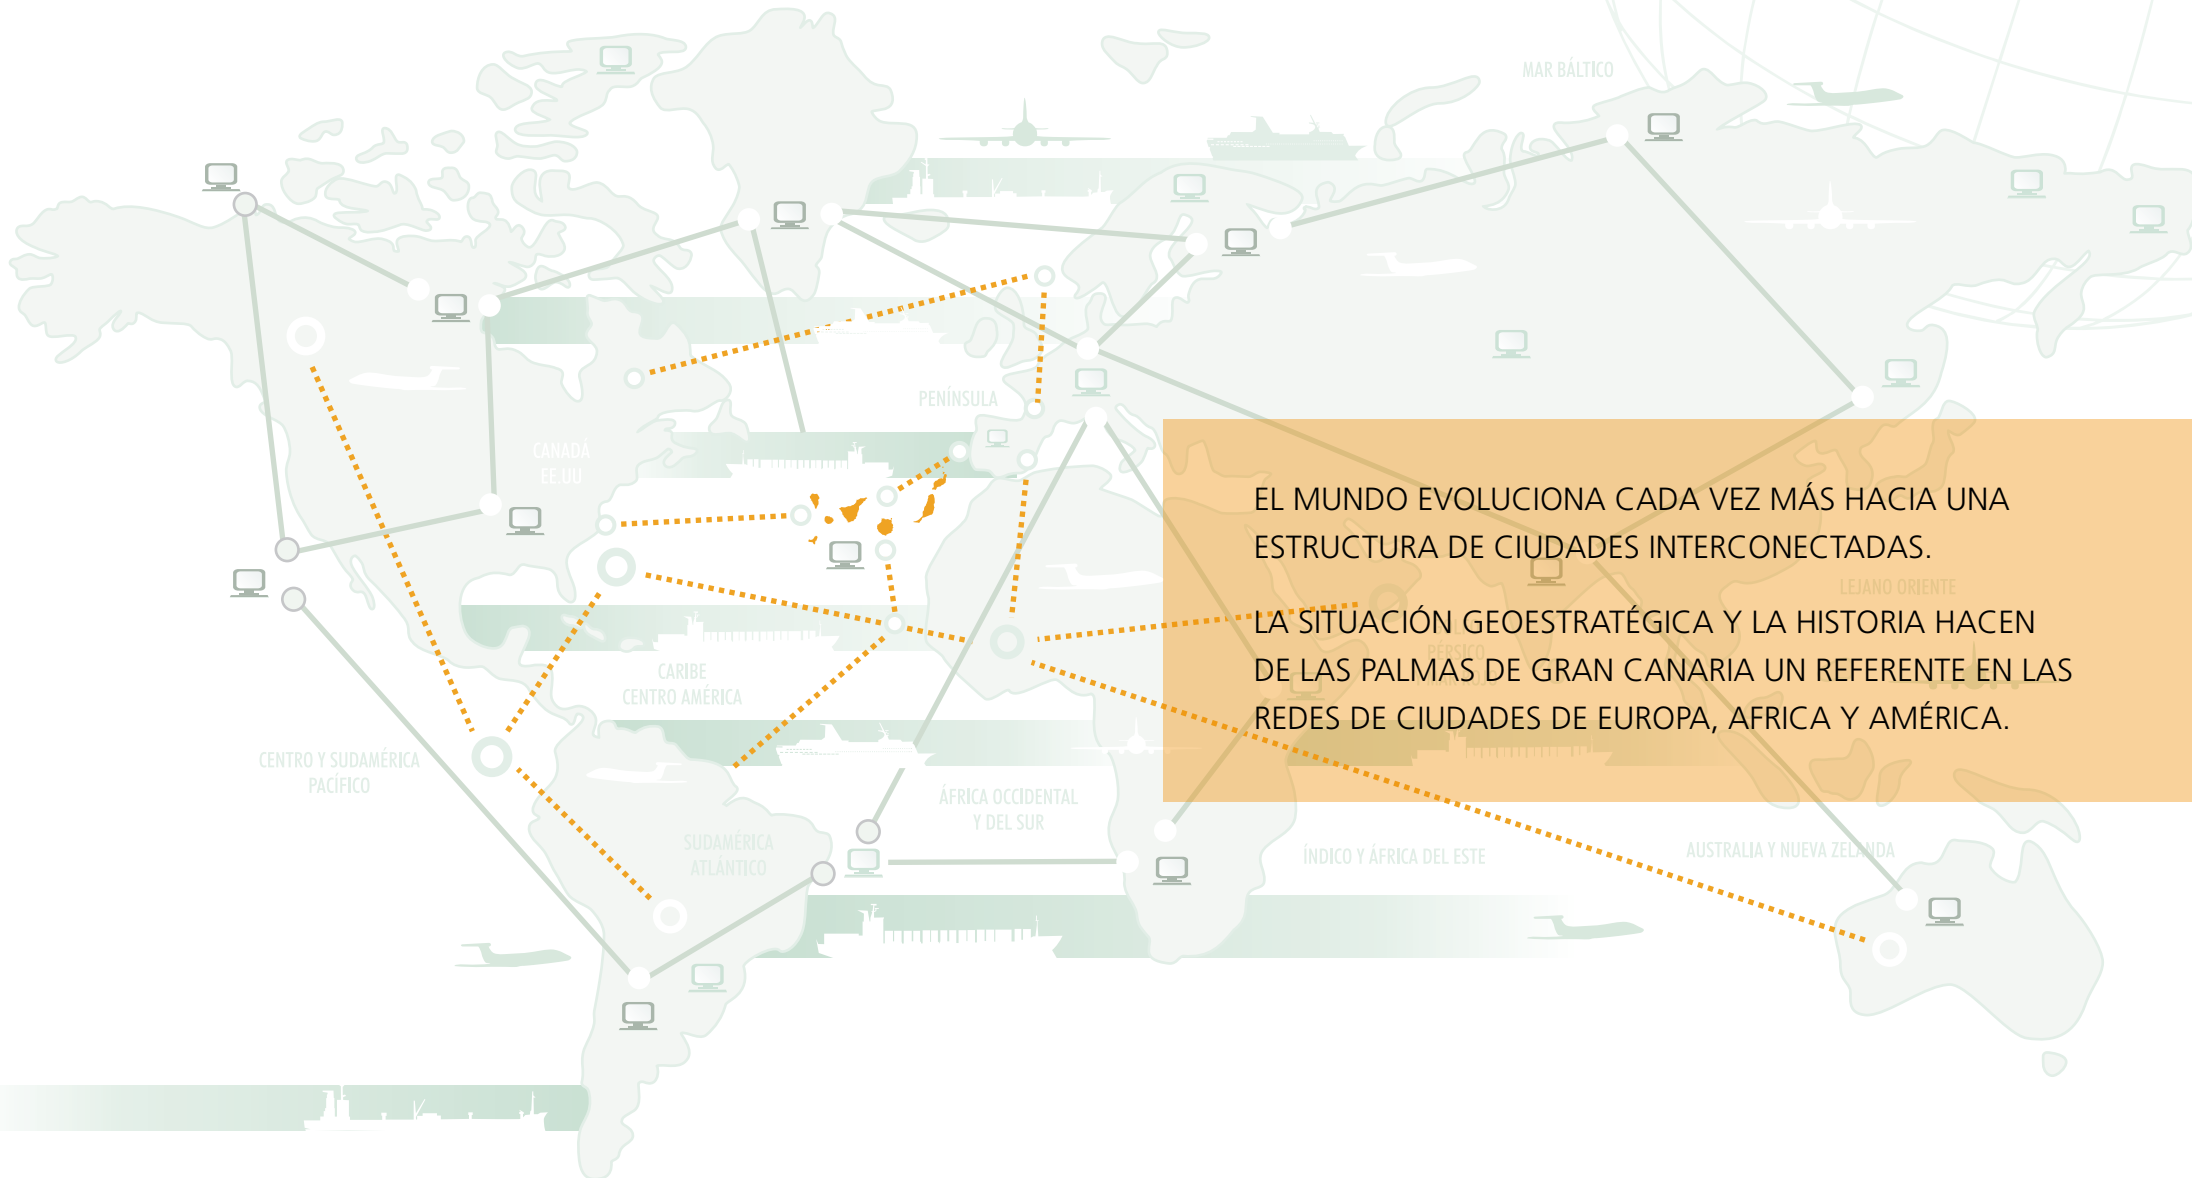 MAR BÁLTICO
PENÍNSULA
CANADÁ
EE.UU
EL MUNDO EVOLUCIONA CADA VEZ MÁS HACIA UNA
ESTRUCTURA DE CIUDADES INTERCONECTADAS.
LEJANO ORIENTE
LA SITUACIÓN GEOESTRATÉGICA Y LA HISTORIA HACEN
PÉRSICO
DE LAS PALMAS DE GRAN CANARIA UN REFERENTE EN LAS
REDES DE CIUDADES DE EUROPA, AFRICA Y AMÉRICA.
CARIBE
CENTRO AMÉRICA
CENTRO Y SUDAMÉRICA
PACÍFICO
ÁFRICA OCCIDENTAL
Y DEL SUR
SUDAMÉRICA
ATLÁNTICO
ÍNDICO Y ÁFRICA DEL ESTE
AUSTRALIA Y NUEVA ZELANDA